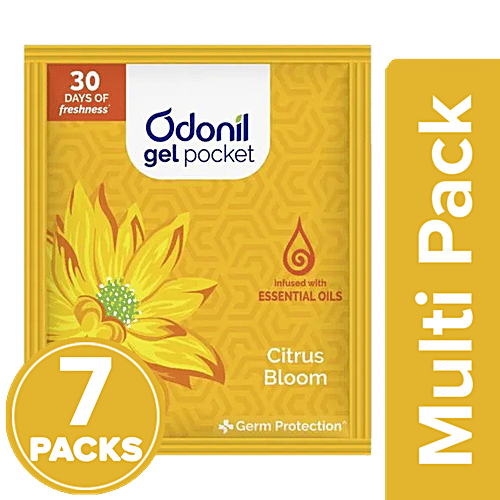 30
DAYS OF
freshness*
Odonil
gel pocket
infused with
ESSENTIAL OILS
Citrus
Bloom
Germ Protection^
7
PACKS
Multi Pack